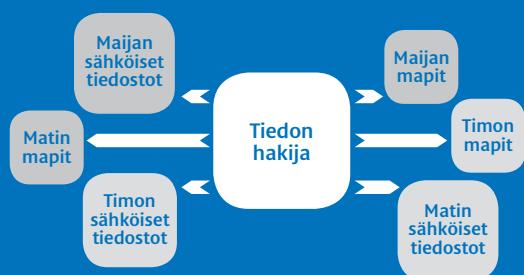 Maijan
sähköiset
tiedostot
Maijan
mapit
Matin
mapit
Tiedon
hakija
Timon
mapit
Timon
sähköiset
tiedostot
Matin
sähköiset
tiedostot